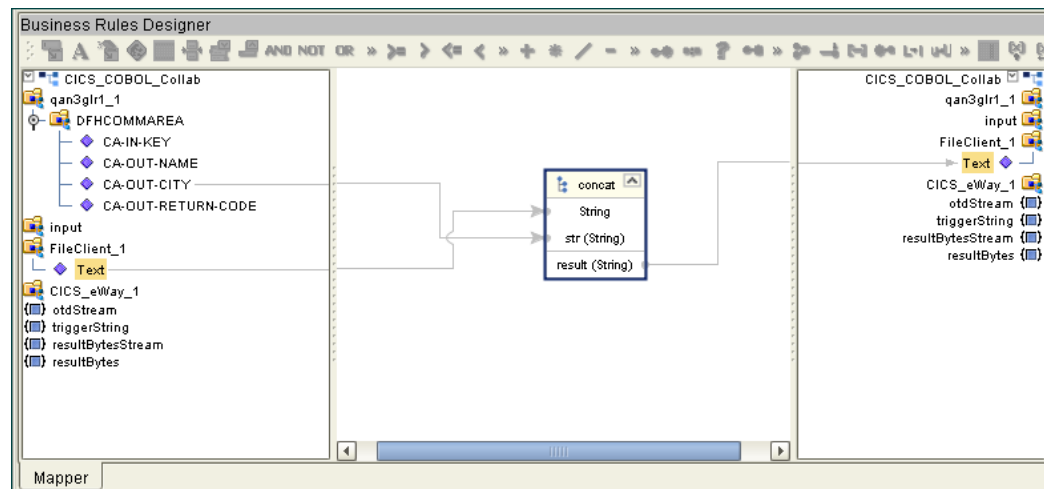 Business Rules Designer
A AND NOT OR » >= > <= < » + * / - » ? » »
CICS_COBOL_Collab
qan3glr1_1
DFHCOMMAREA
CA-IN-KEY
CA-OUT-NAME
CA-OUT-CITY
CA-OUT-RETURN-CODE
input
FileClient_1
Text
CICS_eWay_1
otdStream
triggerString
resultBytesStream
resultBytes
concat
String
str (String)
result (String)
CICS_COBOL_Collab
qan3glr1_1
input
FileClient_1
Text
CICS_eWay_1
otdStream
triggerString
resultBytesStream
resultBytes
Mapper